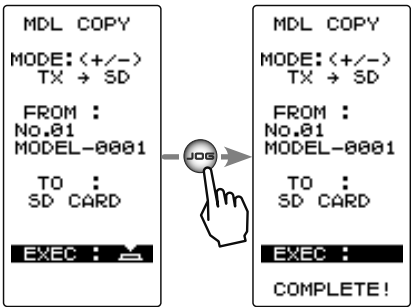 MDL COPY
MODE:(+/-)
TX → SD
FROM :
No.01
MODEL-0001
TO :
SD CARD
EXEC :
JOG
MDL COPY
MODE:(+/-)
TX → SD
FROM :
No.01
MODEL-0001
TO :
SD CARD
EXEC :
COMPLETE!